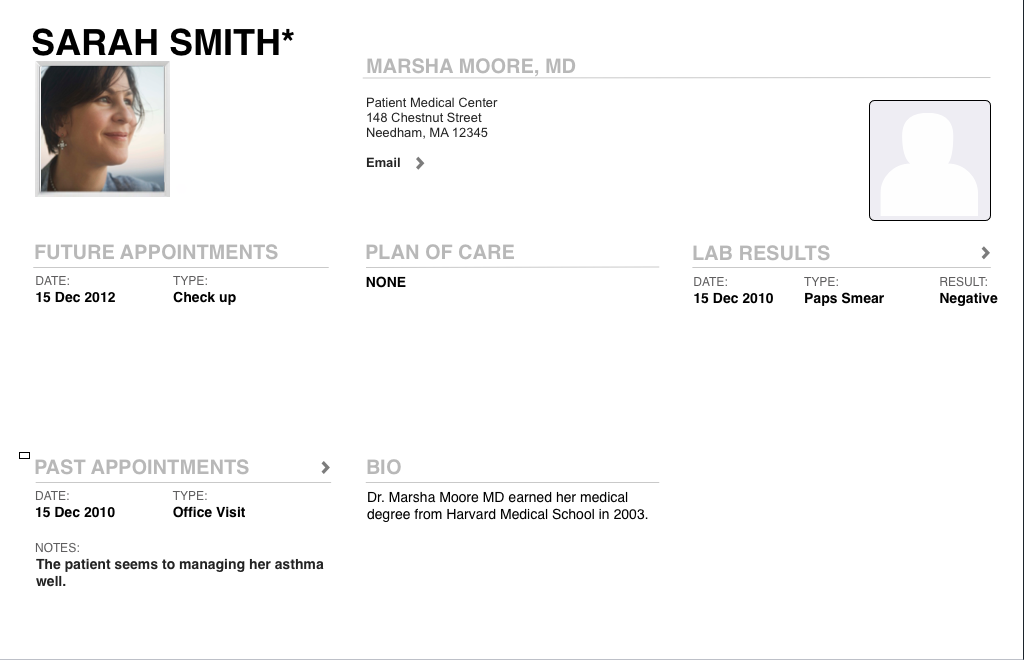 SARAH SMITH*
MARSHA MOORE, MD
Patient Medical Center
148 Chestnut Street
Needham, MA 12345
Email
FUTURE APPOINTMENTS
DATE: TYPE:
15 Dec 2012 Check up
PLAN OF CARE
NONE
LAB RESULTS
DATE: TYPE: RESULT:
15 Dec 2010 Paps Smear Negative
PAST APPOINTMENTS
DATE: TYPE:
15 Dec 2010 Office Visit
NOTES:
The patient seems to managing her asthma
well.
BIO
Dr. Marsha Moore MD earned her medical
degree from Harvard Medical School in 2003.